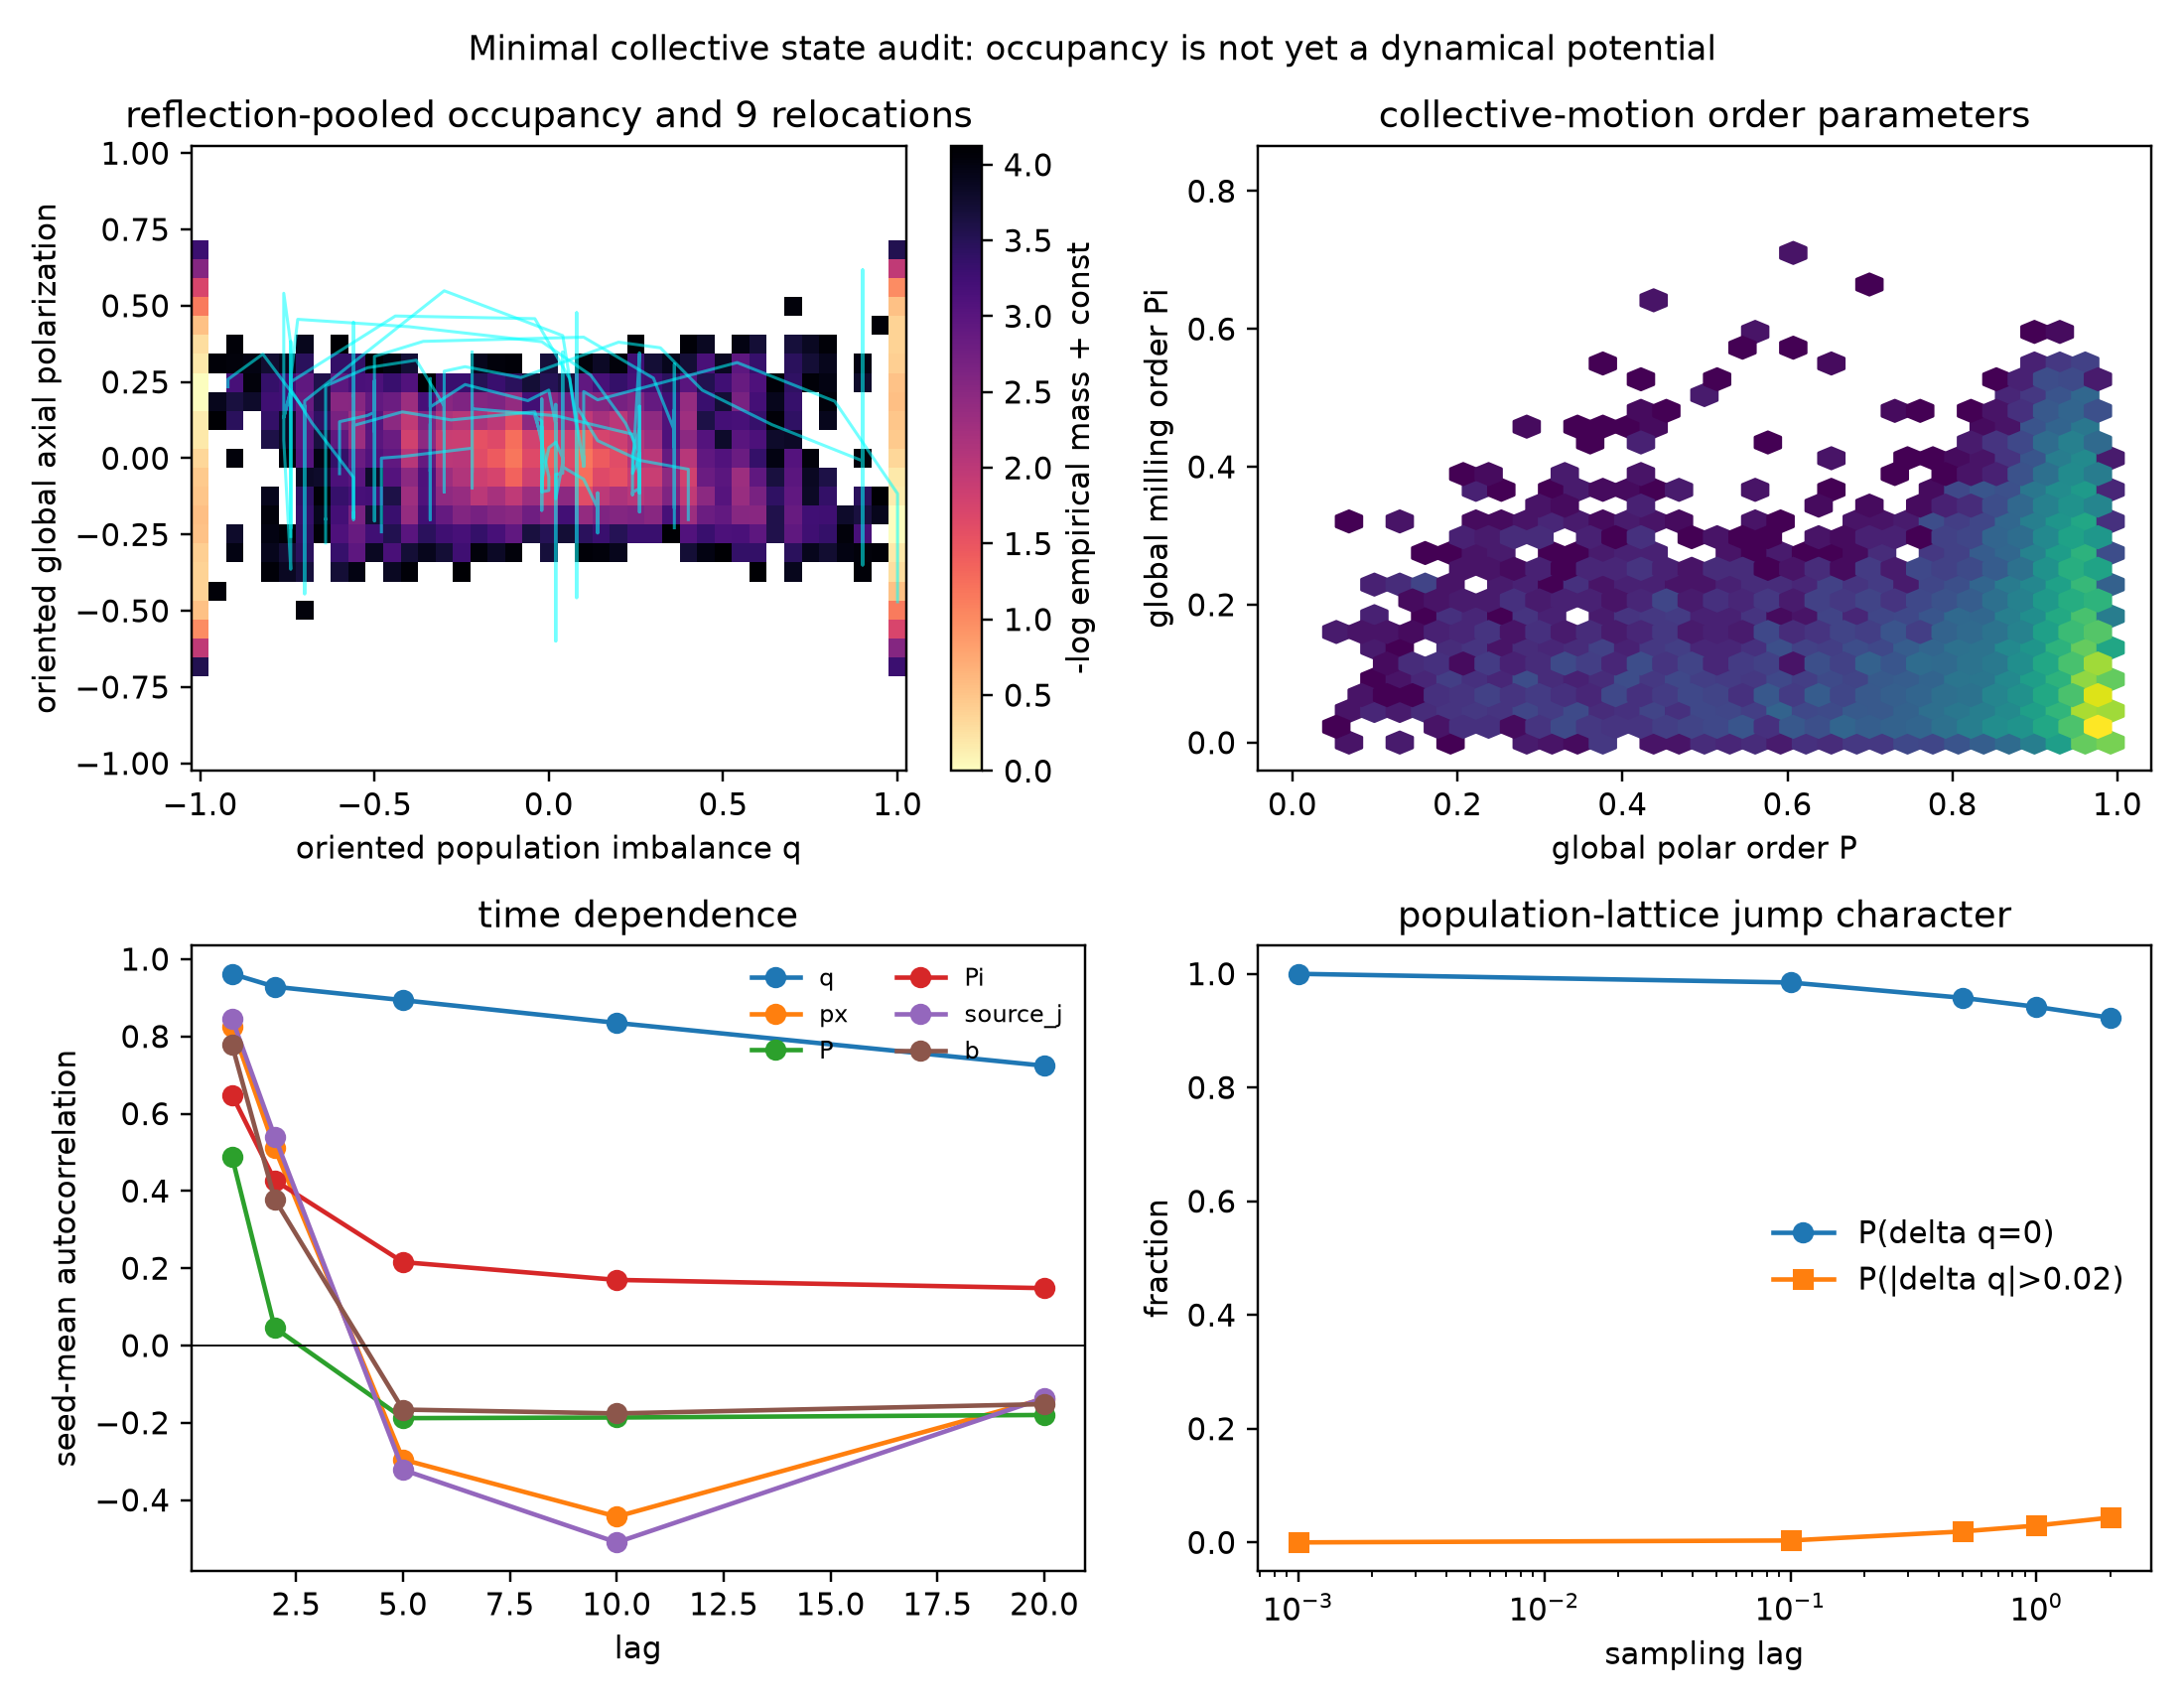 Minimal collective state audit: occupancy is not yet a dynamical potential
reflection-pooled occupancy and 9 relocations
1.00
0.75
0.50
0.25
0.00
−0.25
−0.50
−0.75
−1.00
oriented global axial polarization
−1.0
−0.5
0.0
0.5
1.0
oriented population imbalance q
4.0
3.5
3.0
2.5
2.0
1.5
1.0
0.5
0.0
-log empirical mass + const
collective-motion order parameters
0.8
0.6
0.4
0.2
0.0
global milling order Pi
0.0
0.2
0.4
0.6
0.8
1.0
global polar order P
time dependence
1.0
0.8
0.6
0.4
0.2
0.0
−0.2
−0.4
seed-mean autocorrelation
q
px
P
Pi
source_j
b
2.5
5.0
7.5
10.0
12.5
15.0
17.5
20.0
lag
population-lattice jump character
1.0
0.8
0.6
0.4
0.2
0.0
fraction
P(delta q=0)
P(|delta q|>0.02)
10⁻³
10⁻²
10⁻¹
10⁰
sampling lag